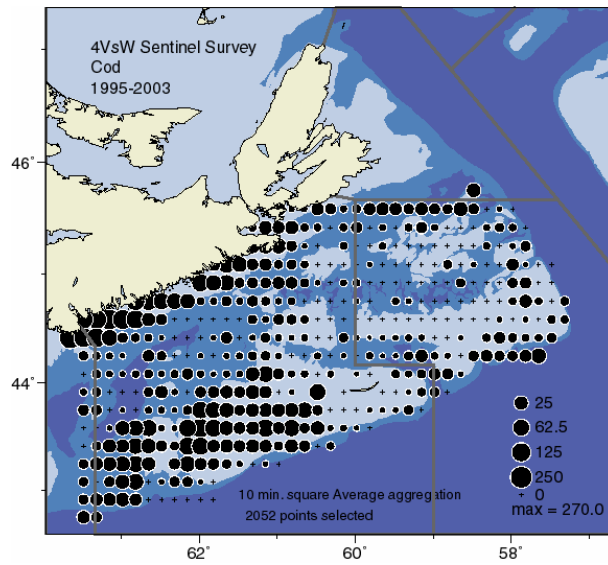 4VsW Sentinel Survey
Cod
1995-2003
46°
44°
25
62.5
125
250
0
max = 270.0
10 min. square Average aggregation
2052 points selected
62°
60°
58°